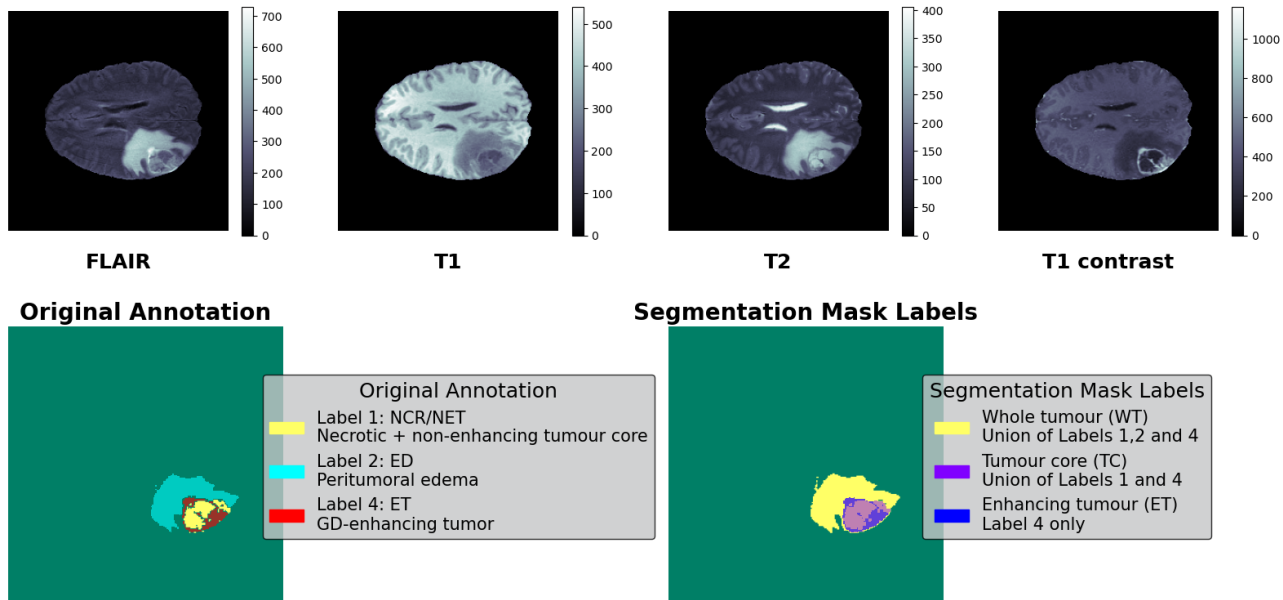 700
600
500
400
300
200
100
0
FLAIR
500
400
300
200
100
0
T1
400
350
300
250
200
150
100
50
0
T2
1000
800
600
400
200
0
T1 contrast
Original Annotation
Original Annotation
Label 1: NCR/NET
Necrotic + non-enhancing tumour core
Label 2: ED
Peritumoral edema
Label 4: ET
GD-enhancing tumor
Segmentation Mask Labels
Segmentation Mask Labels
Whole tumour (WT)
Union of Labels 1,2 and 4
Tumour core (TC)
Union of Labels 1 and 4
Enhancing tumour (ET)
Label 4 only